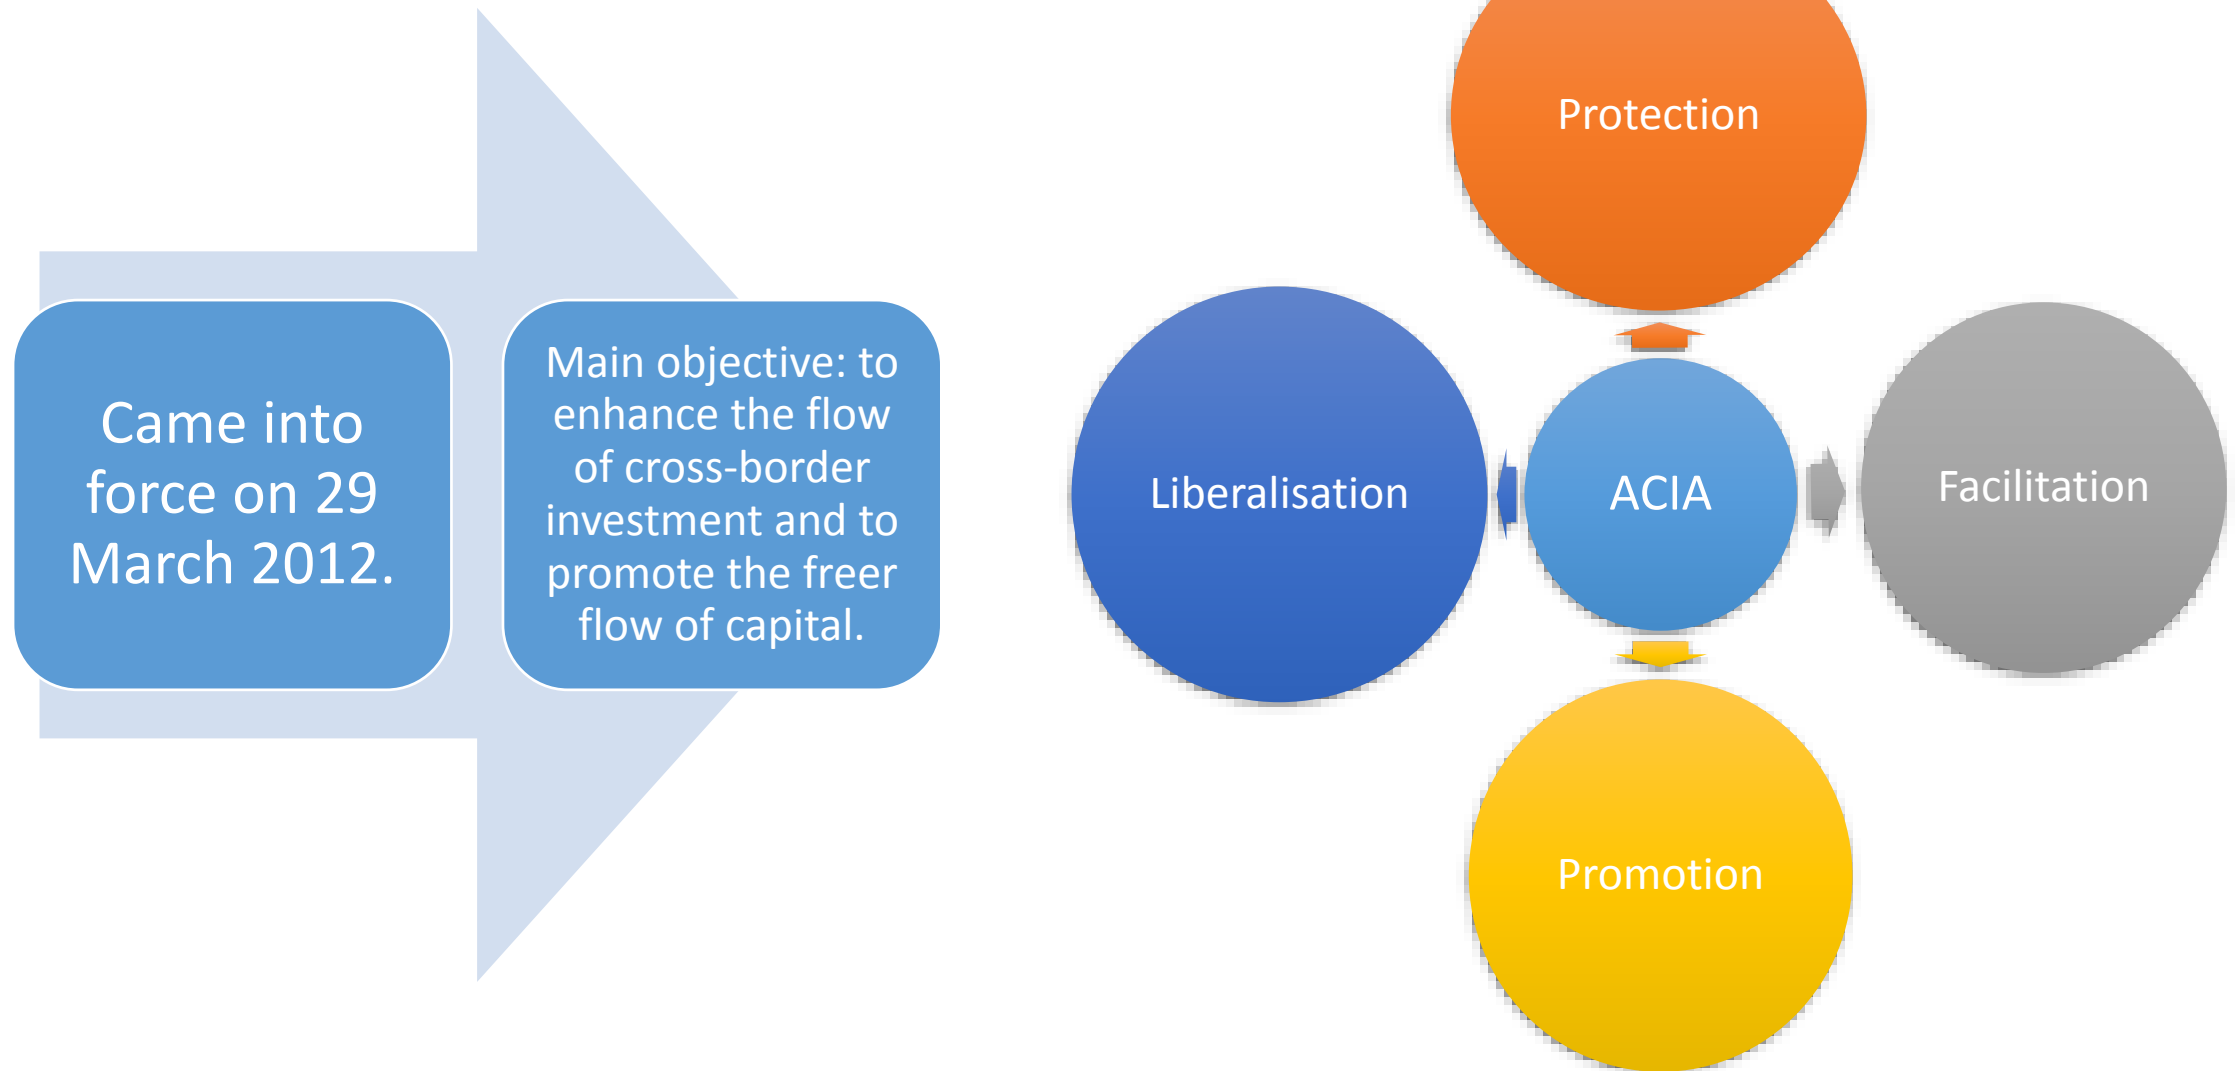 Came into
force on 29
March 2012.
Main objective: to
enhance the flow
of cross-border
investment and to
promote the freer
flow of capital.
Protection
Liberalisation
ACIA
Facilitation
Promotion